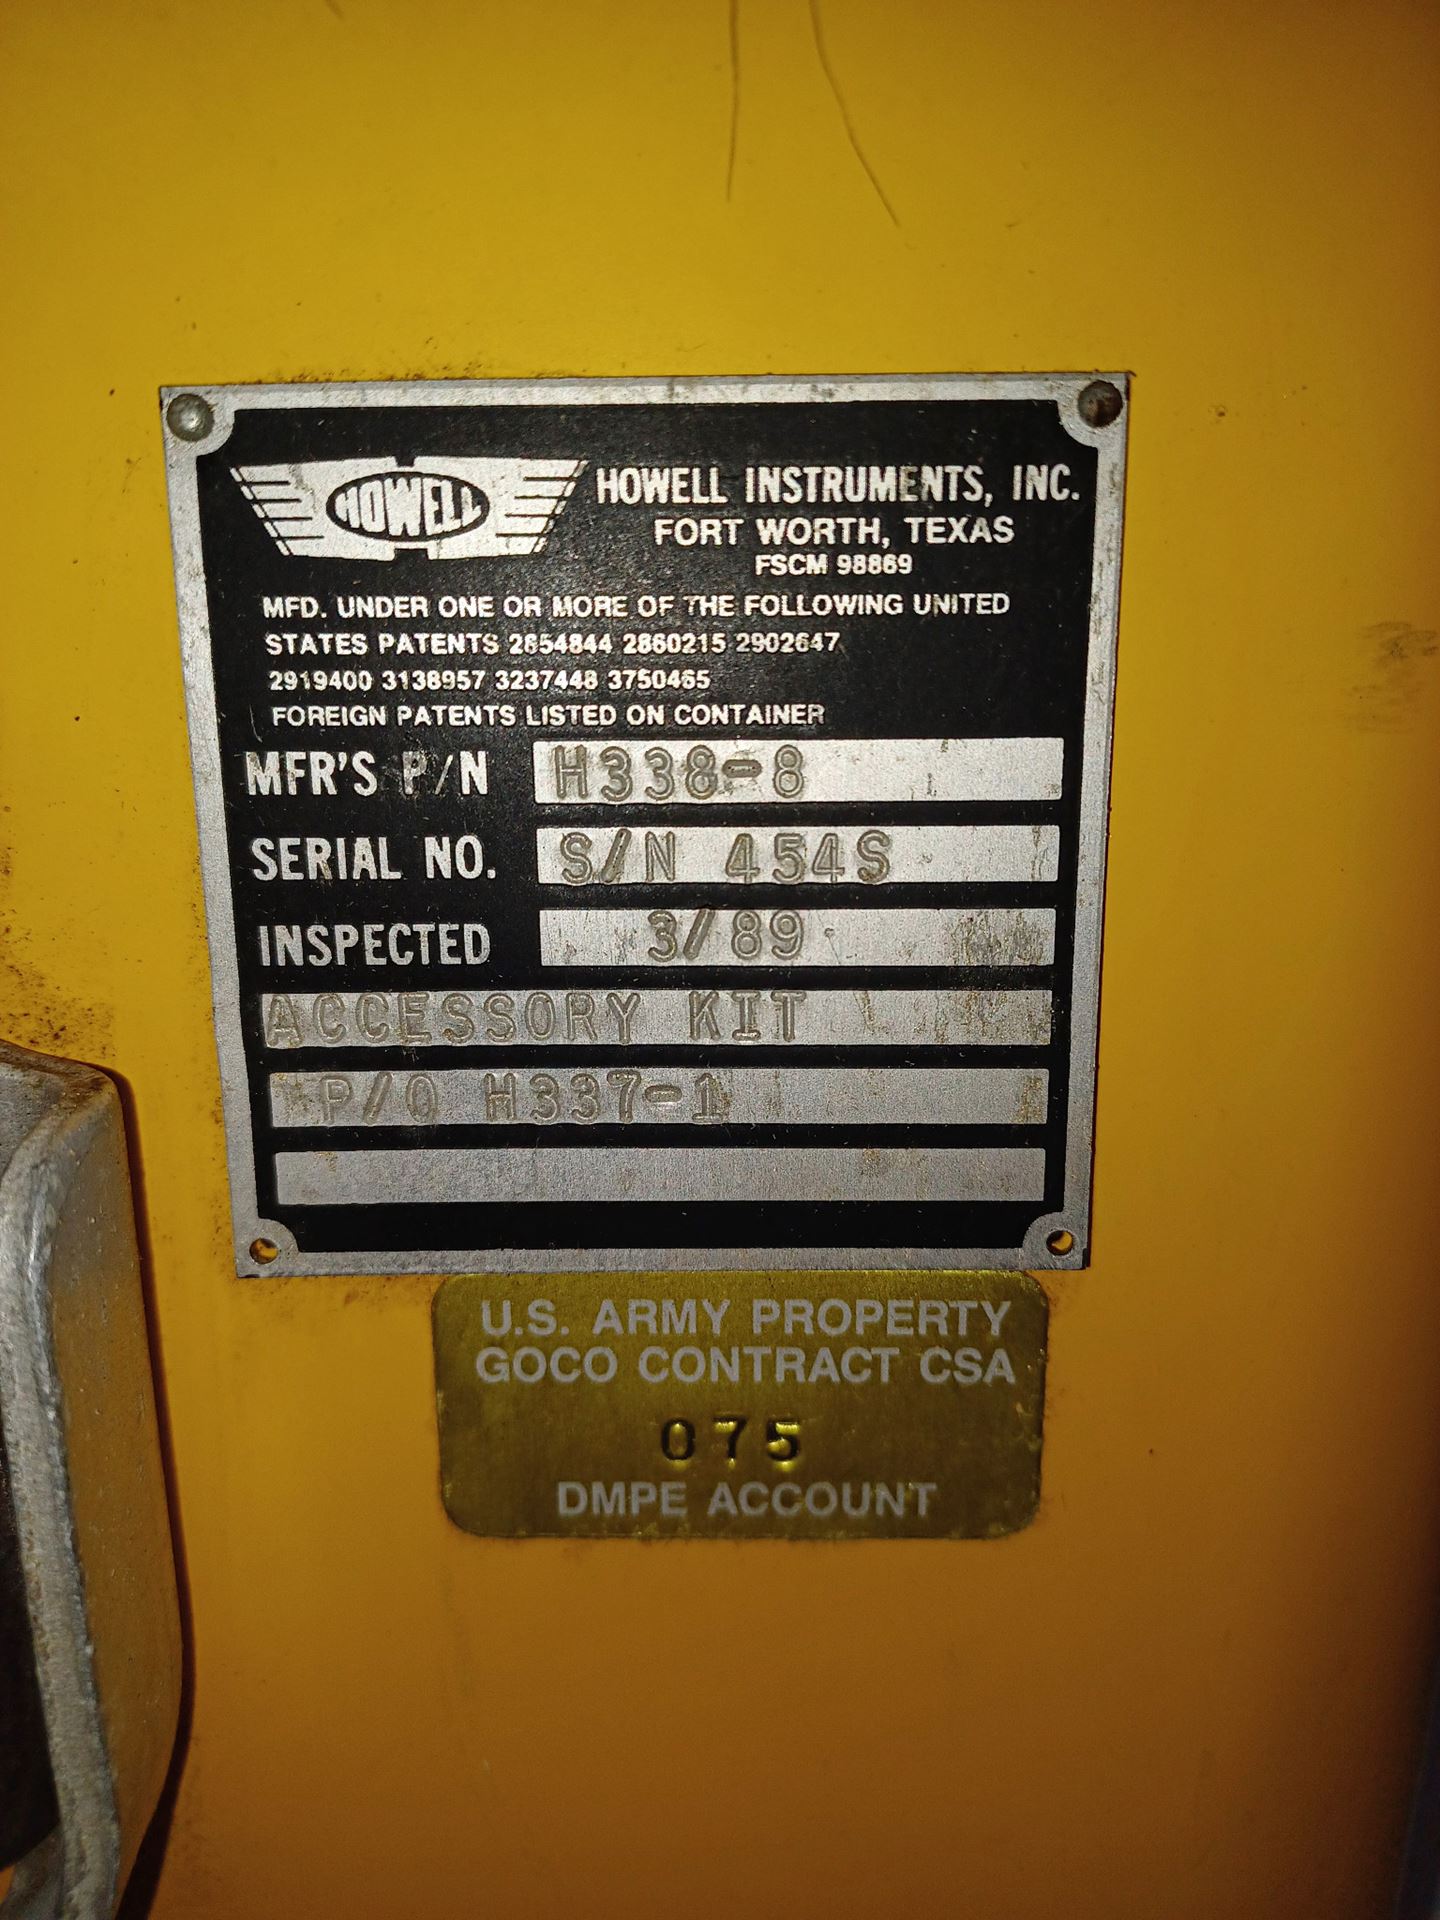 HOWELL
HOWELL INSTRUMENTS, INC.
FORT WORTH, TEXAS
FSCM 98869
MFD. UNDER ONE OR MORE OF THE FOLLOWING UNITED
STATES PATENTS 2854844 2860215 2902647
2919400 3138957 3237448 3750465
FOREIGN PATENTS LISTED ON CONTAINER
MFR'S P/N H338-8
SERIAL NO. S/N 454S
INSPECTED 3/89
ACCESSORY KIT
P/O H337-1
U.S. ARMY PROPERTY
GOCO CONTRACT CSA
075
DMPE ACCOUNT